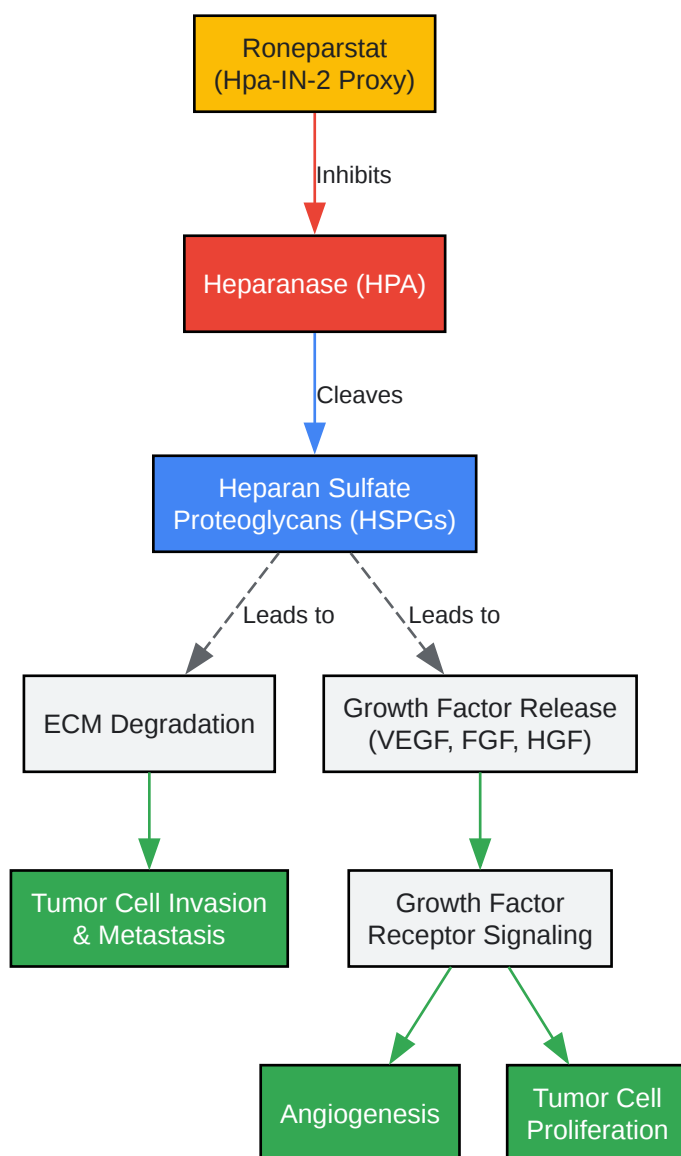 Roneparstat
(Hpa-IN-2 Proxy)
Inhibits
Heparanase (HPA)
Cleaves
Heparan Sulfate
Proteoglycans (HSPGs)
Leads to
Leads to
ECM Degradation
Growth Factor Release
(VEGF, FGF, HGF)
Tumor Cell Invasion
& Metastasis
Growth Factor
Receptor Signaling
Angiogenesis
Tumor Cell
Proliferation